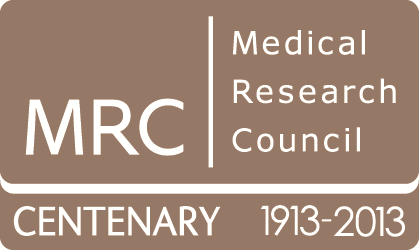 MRC
Medical
Research
Council
CENTENARY 1913-2013